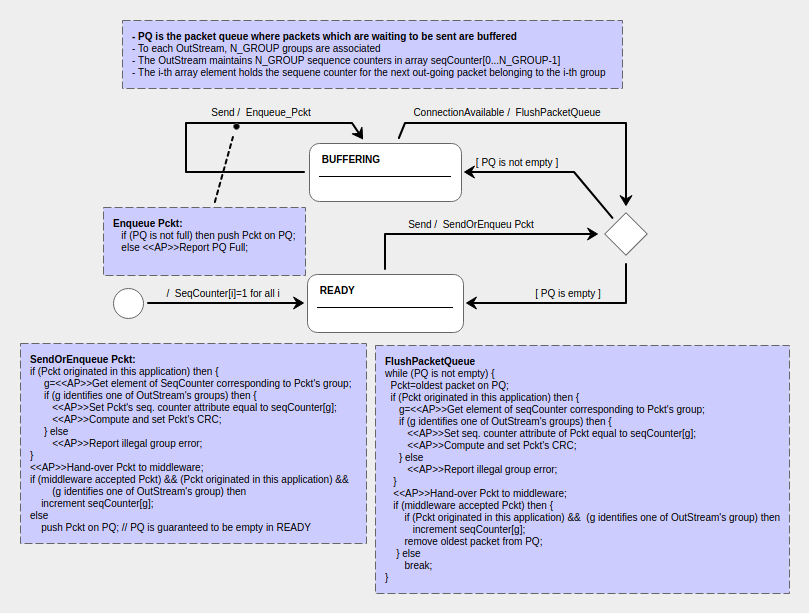 - PQ is the packet queue where packets which are waiting to be sent are buffered
- To each OutStream, N_GROUP groups are associated
- The OutStream maintains N_GROUP sequence counters in array seqCounter[0...N_GROUP-1]
- The i-th array element holds the sequene counter for the next out-going packet belonging to the i-th group
Send / Enqueue_Pckt
ConnectionAvailable / FlushPacketQueue
BUFFERING
[ PQ is not empty ]
Enqueue Pckt:
if (PQ is not full) then push Pckt on PQ;
else <<AP>>Report PQ Full;
Send / SendOrEnqueu Pckt
/ SeqCounter[i]=1 for all i
READY
[ PQ is empty ]
SendOrEnqueue Pckt:
if (Pckt originated in this application) then {
g=<<AP>>Get element of SeqCounter corresponding to Pckt's group;
if (g identifies one of OutStream's groups) then {
<<AP>>Set Pckt's seq. counter attribute equal to seqCounter[g];
<<AP>>Compute and set Pckt's CRC;
} else
<<AP>>Report illegal group error;
}
<<AP>>Hand-over Pckt to middleware;
if (middleware accepted Pckt) && (Pckt originated in this application) &&
(g identifies one of OutStream's group) then
increment seqCounter[g];
else
push Pckt on PQ; // PQ is guaranteed to be empty in READY
FlushPacketQueue
while (PQ is not empty) {
Pckt=oldest packet on PQ;
if (Pckt originated in this application) then {
g=<<AP>>Get element of seqCounter corresponding to Pckt's group;
if (g identifies one of OutStream's groups) then {
<<AP>>Set seq. counter attribute of Pckt equal to seqCounter[g];
<<AP>>Compute and set Pckt's CRC;
} else
<<AP>>Report illegal group error;
}
<<AP>>Hand-over Pckt to middleware;
if (middleware accepted Pckt) then {
if (Pckt originated in this application) && (g identifies one of OutStream's group) then
increment seqCounter[g];
remove oldest packet from PQ;
} else
break;
}